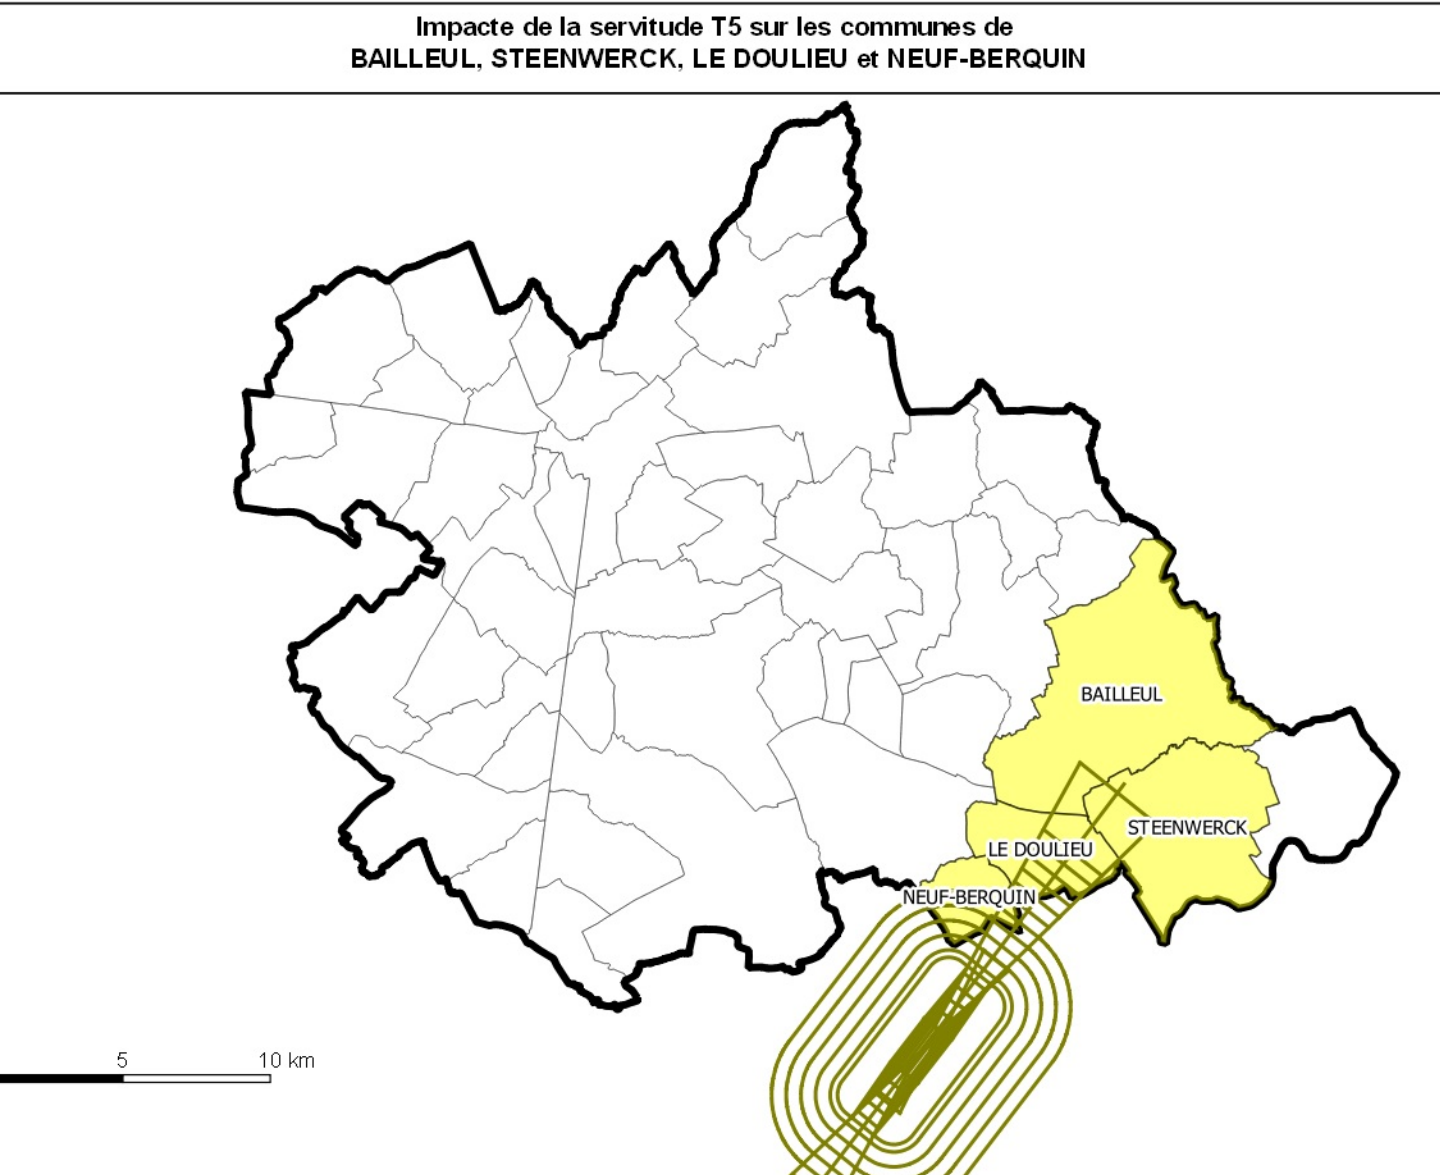 Impacte de la servitude T5 sur les communes de
BAILLEUL, STEENWERCK, LE DOULIEU et NEUF-BERQUIN
BAILLEUL
STEENWERCK
LE DOULIEU
NEUF-BERQUIN
5 10 km